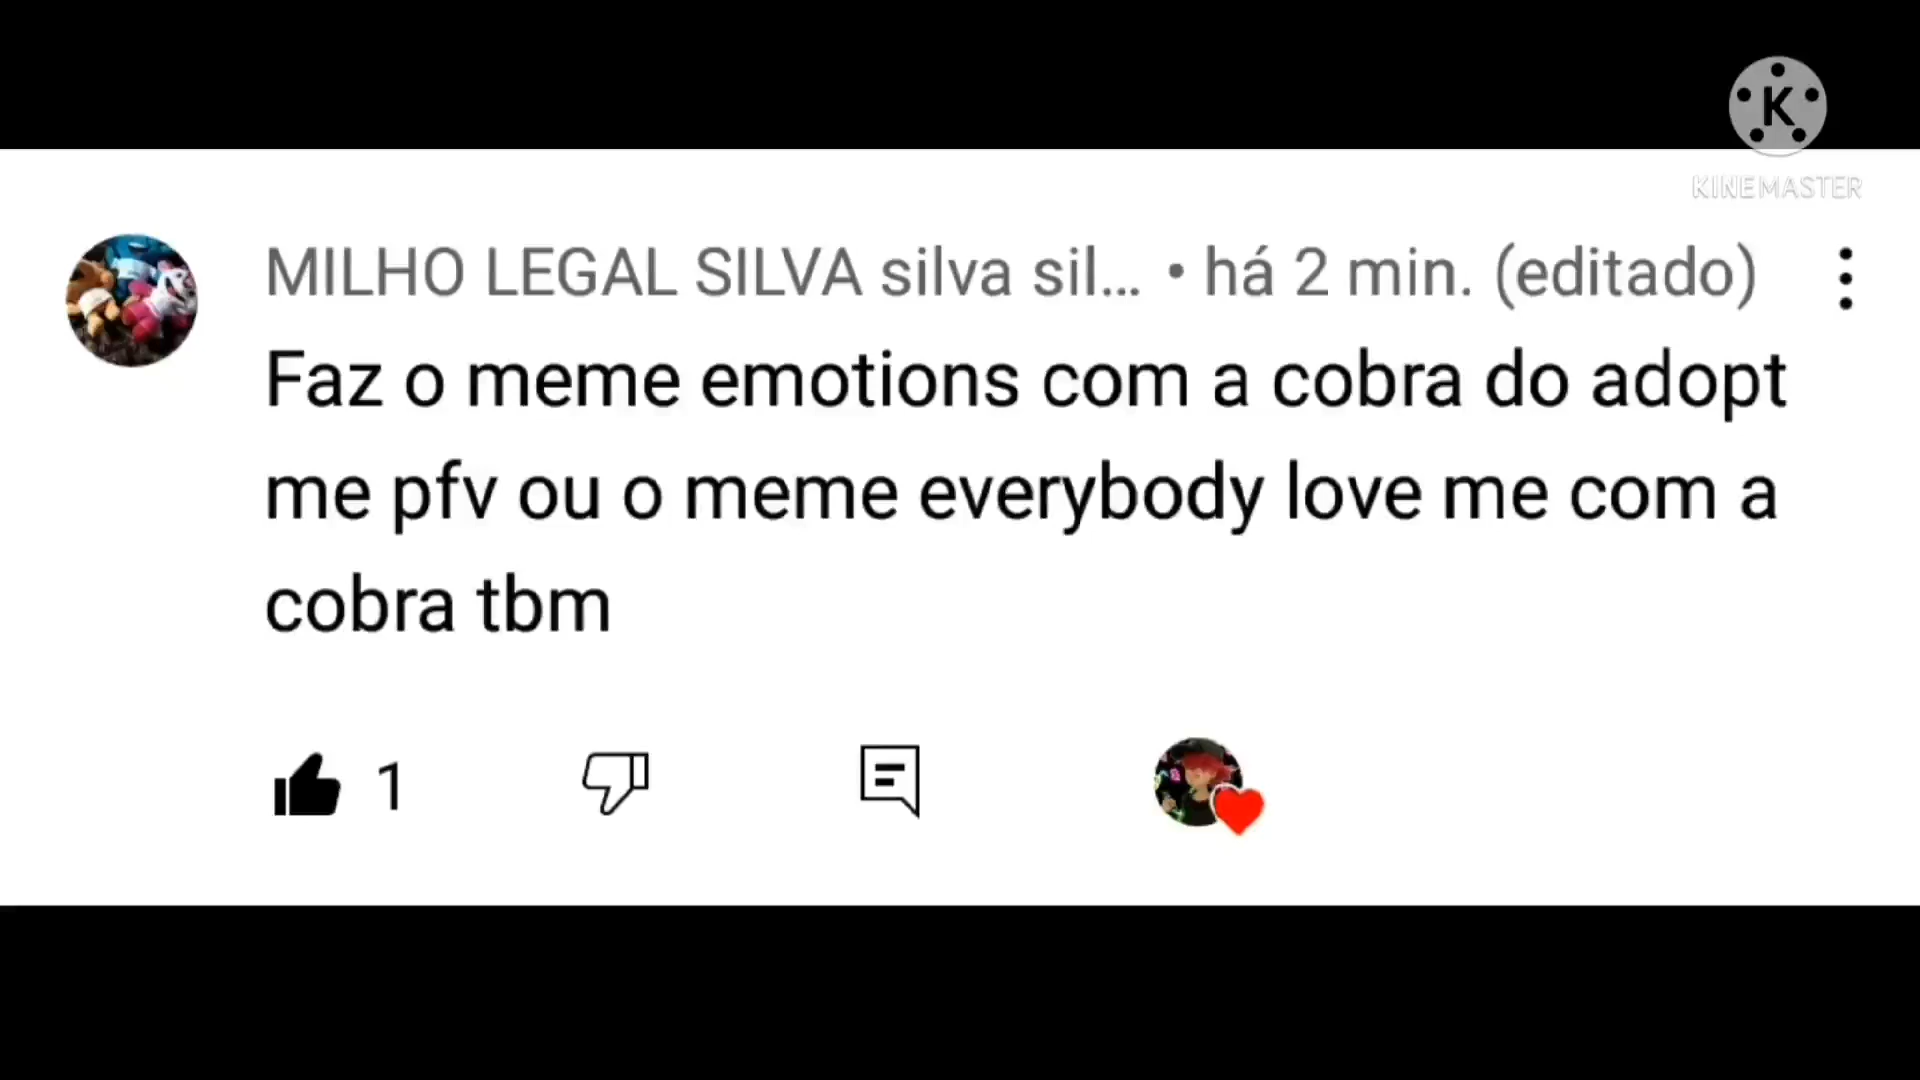 K
KINEMASTER
MILHO LEGAL SILVA silva sil... • há 2 min. (editado)
Faz o meme emotions com a cobra do adopt
me pfv ou o meme everybody love me com a
cobra tbm
1